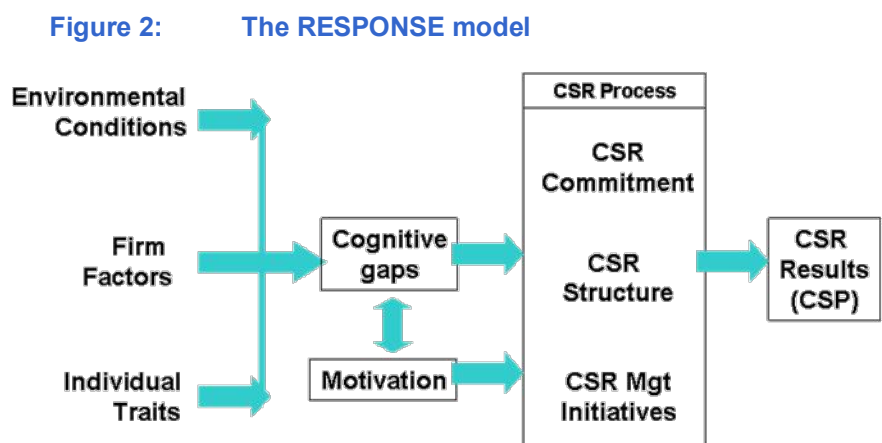 Figure 2: The RESPONSE model
Environmental
Conditions
Firm
Factors
Individual
Traits
Cognitive
gaps
Motivation
CSR Process
CSR
Commitment
CSR
Structure
CSR Mgt
Initiatives
CSR
Results
(CSP)